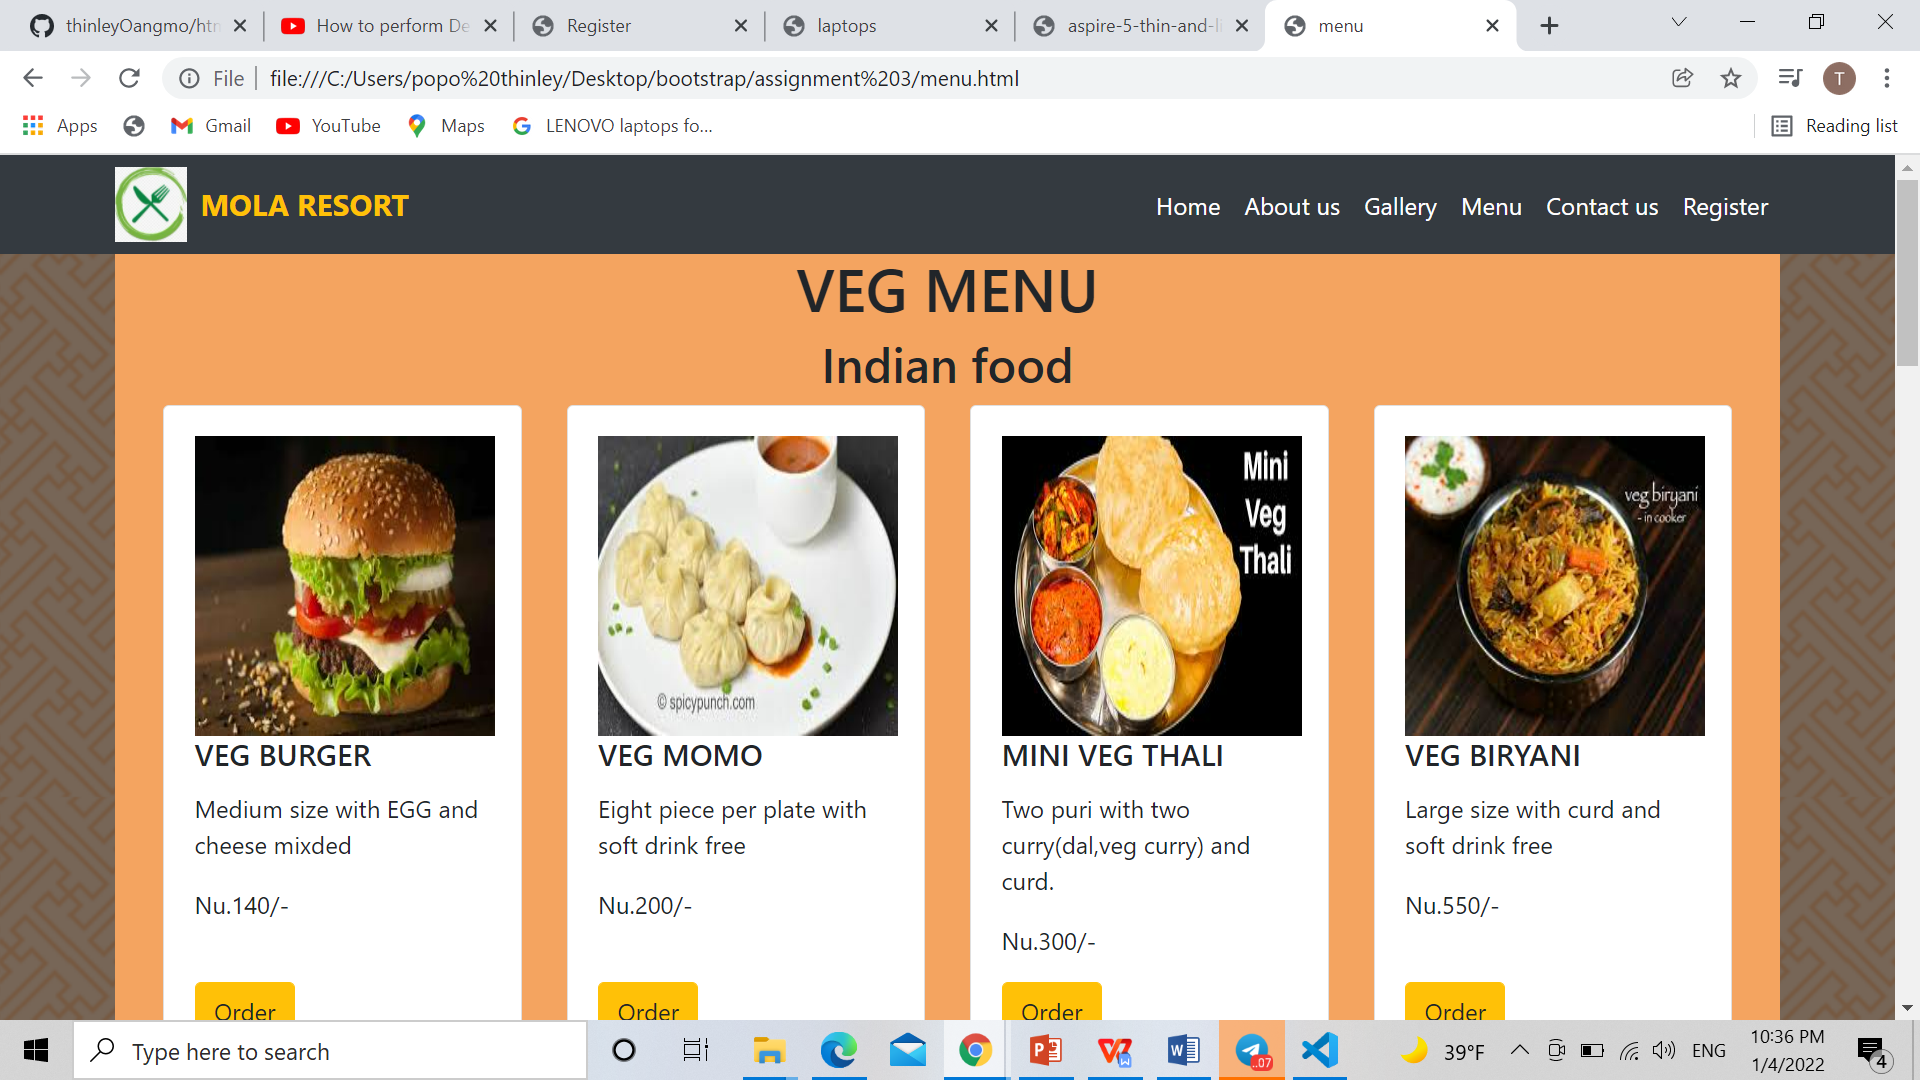 thinleyOangmo/htm
How to perform De
Register
laptops
aspire-5-thin-and-li
menu
File
file:///C:/Users/popo%20thinley/Desktop/bootstrap/assignment%203/menu.html
T
Apps
Gmail
YouTube
Maps
LENOVO laptops fo...
Reading list
MOLA RESORT
Home
About us
Gallery
Menu
Contact us
Register
VEG MENU
Indian food
Mini
Veg
Thali
veg biryani
- in cooker
© spicypunch.com
VEG BURGER
Medium size with EGG and
cheese mixded
Nu.140/-
Order
VEG MOMO
Eight piece per plate with
soft drink free
Nu.200/-
Order
MINI VEG THALI
Two puri with two
curry(dal,veg curry) and
curd.
Nu.300/-
Order
VEG BIRYANI
Large size with curd and
soft drink free
Nu.550/-
Order
Type here to search
..07
39°F
ENG
10:36 PM
1/4/2022
4